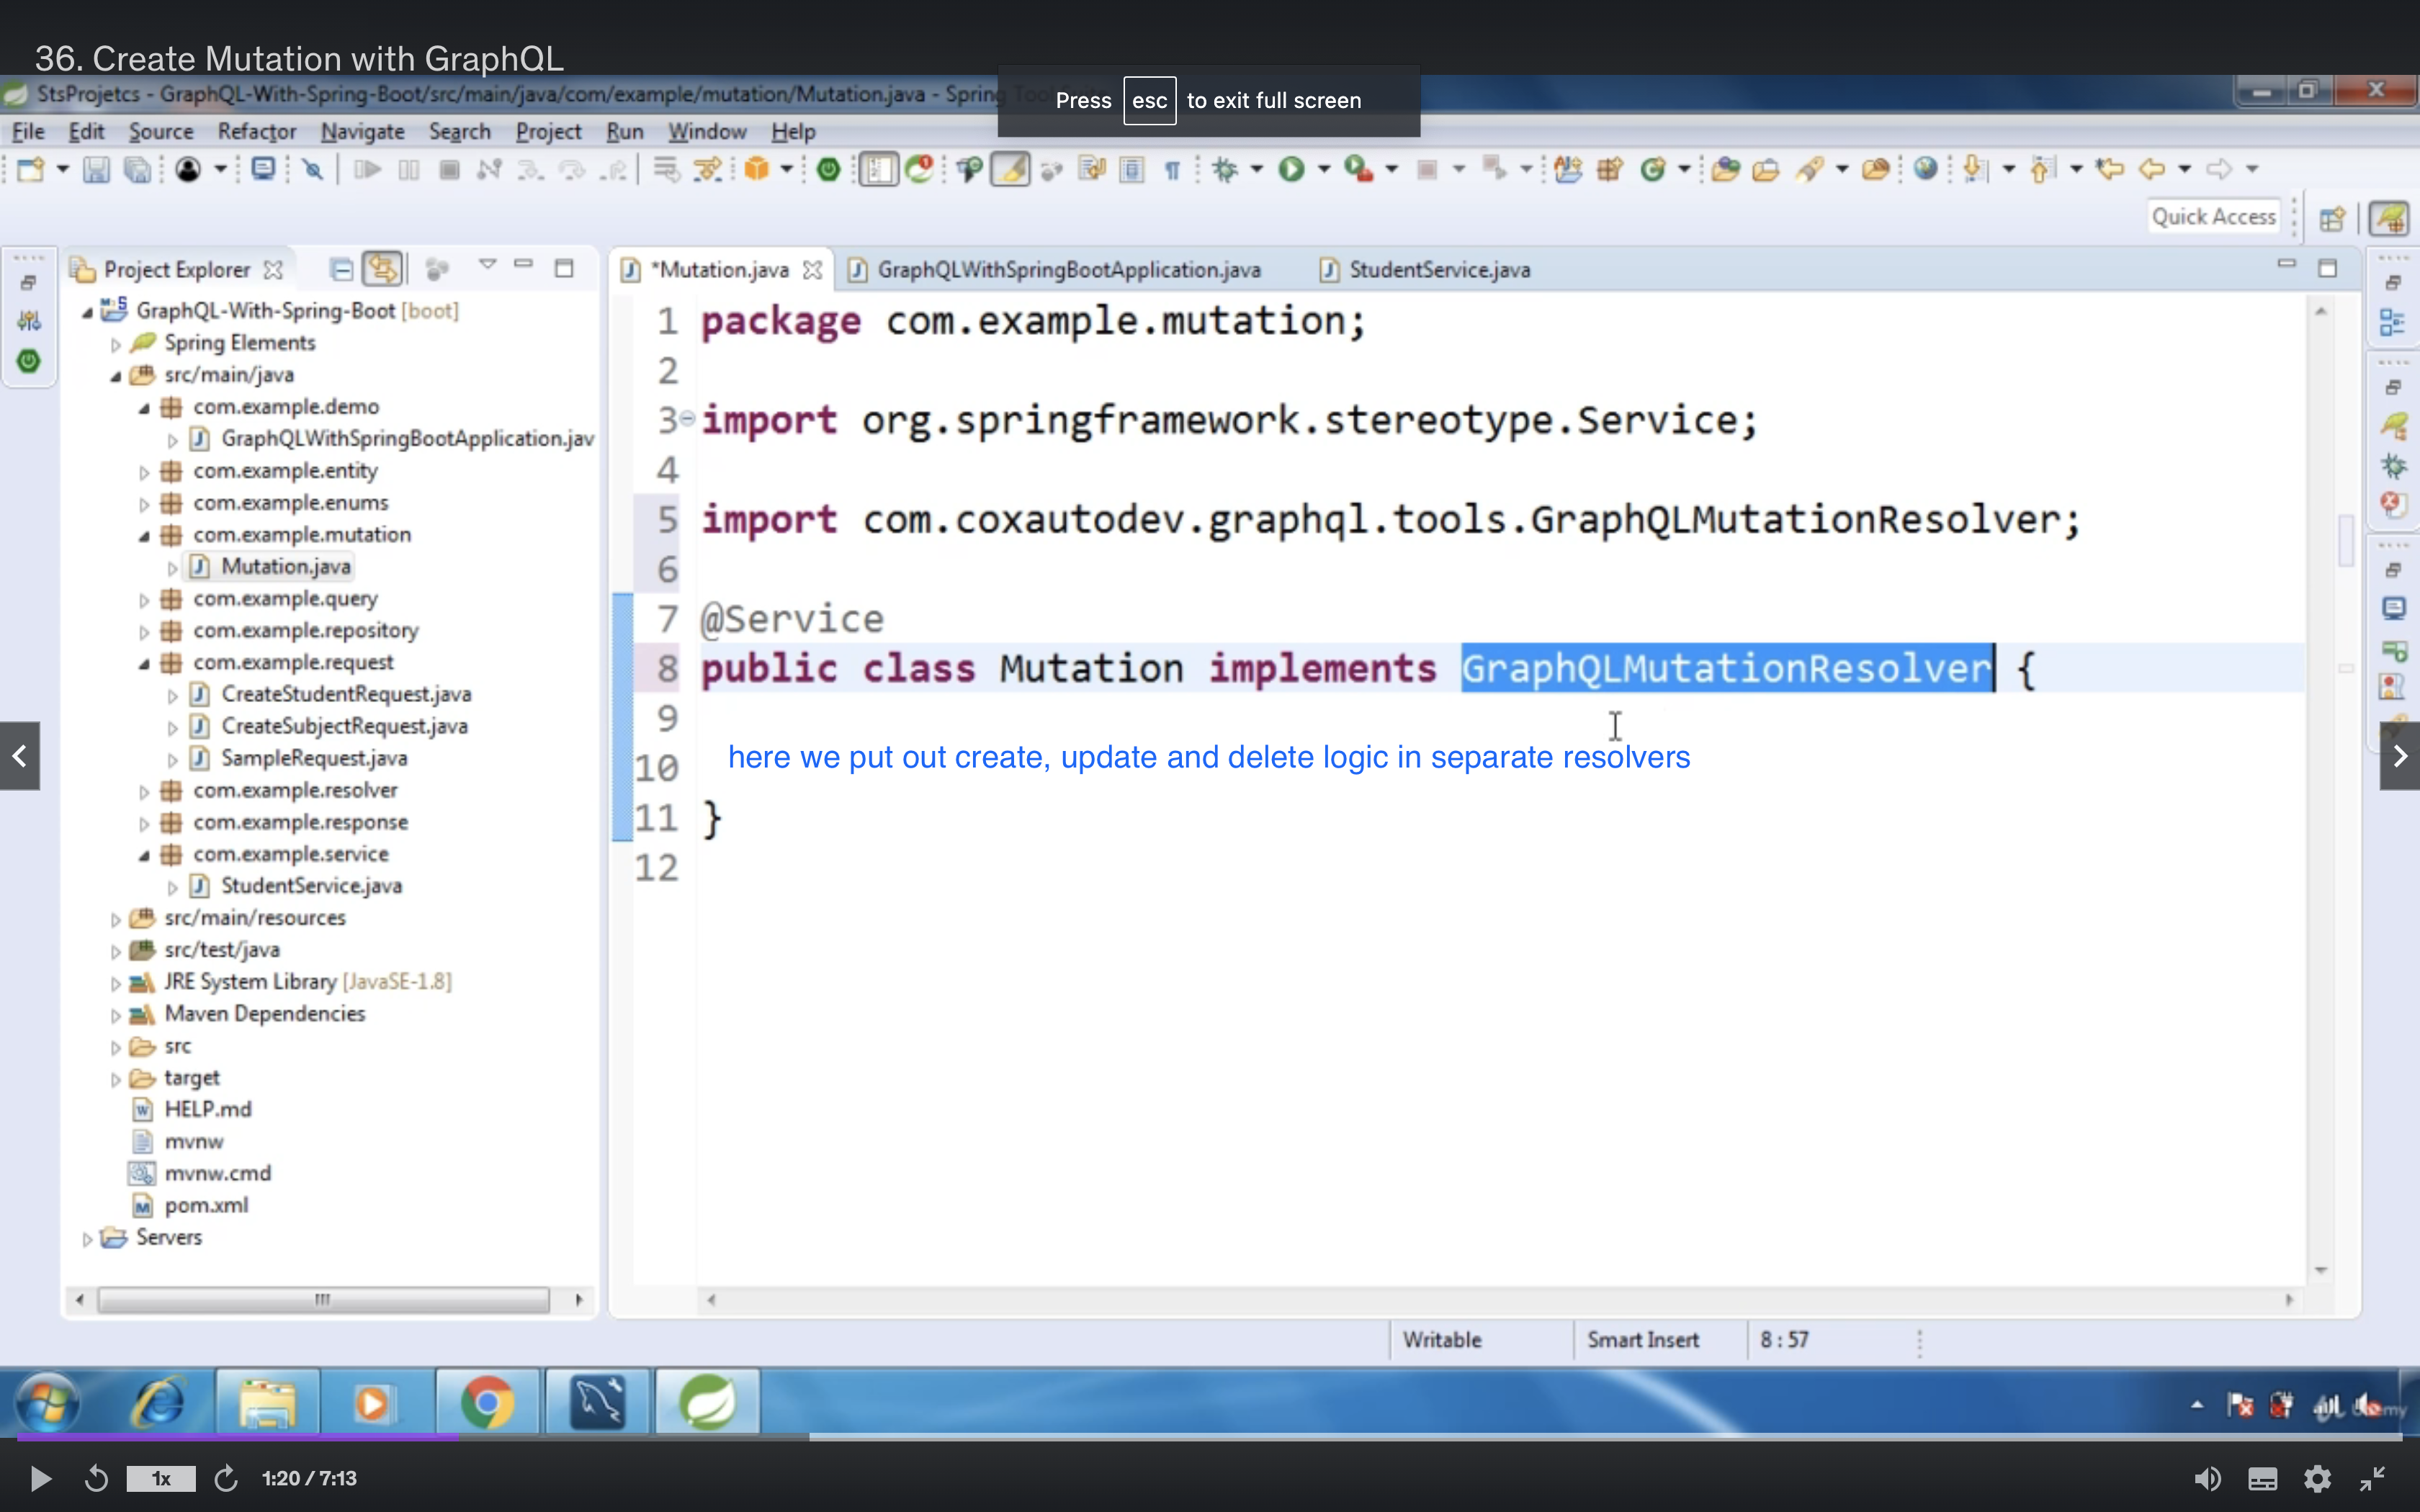 36. Create Mutation with GraphQL
StsProjetcs - GraphQL-With-Spring-Boot/src/main/java/com/example/mutation/Mutation.java - Spring
Press esc to exit full screen
File Edit Source Refactor Navigate Search Project Run Window Help
Quick Access
Project Explorer
*Mutation.java GraphQLWithSpringBootApplication.java StudentService.java
GraphQL-With-Spring-Boot [boot]
Spring Elements
src/main/java
com.example.demo
GraphQLWithSpringBootApplication.jav
com.example.entity
com.example.enums
com.example.mutation
Mutation.java
com.example.query
com.example.repository
com.example.request
CreateStudentRequest.java
CreateSubjectRequest.java
SampleRequest.java
com.example.resolver
com.example.response
com.example.service
StudentService.java
src/main/resources
src/test/java
JRE System Library [JavaSE-1.8]
Maven Dependencies
src
target
HELP.md
mvnw
mvnw.cmd
pom.xml
Servers
1 package com.example.mutation;
2
3 import org.springframework.stereotype.Service;
4
5 import com.coxautodev.graphql.tools.GraphQLMutationResolver;
6
7 @Service
8 public class Mutation implements GraphQLMutationResolver {
9
here we put out create, update and delete logic in separate resolvers
10
11 }
12
Writable Smart Insert 8 : 57
1x 1:20 / 7:13